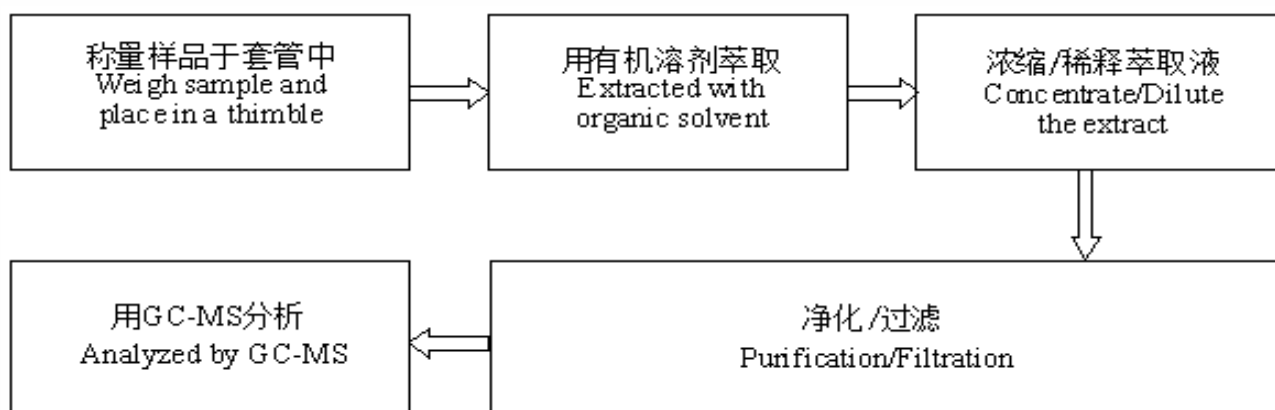 称量样品于套管中
Weigh sample and
place in a thimble
用有机溶剂萃取
Extracted with
organic solvent
浓缩/稀释萃取液
Concentrate/Dilute
the extract
净化/过滤
Purification/Filtration
用GC-MS分析
Analyzed by GC-MS